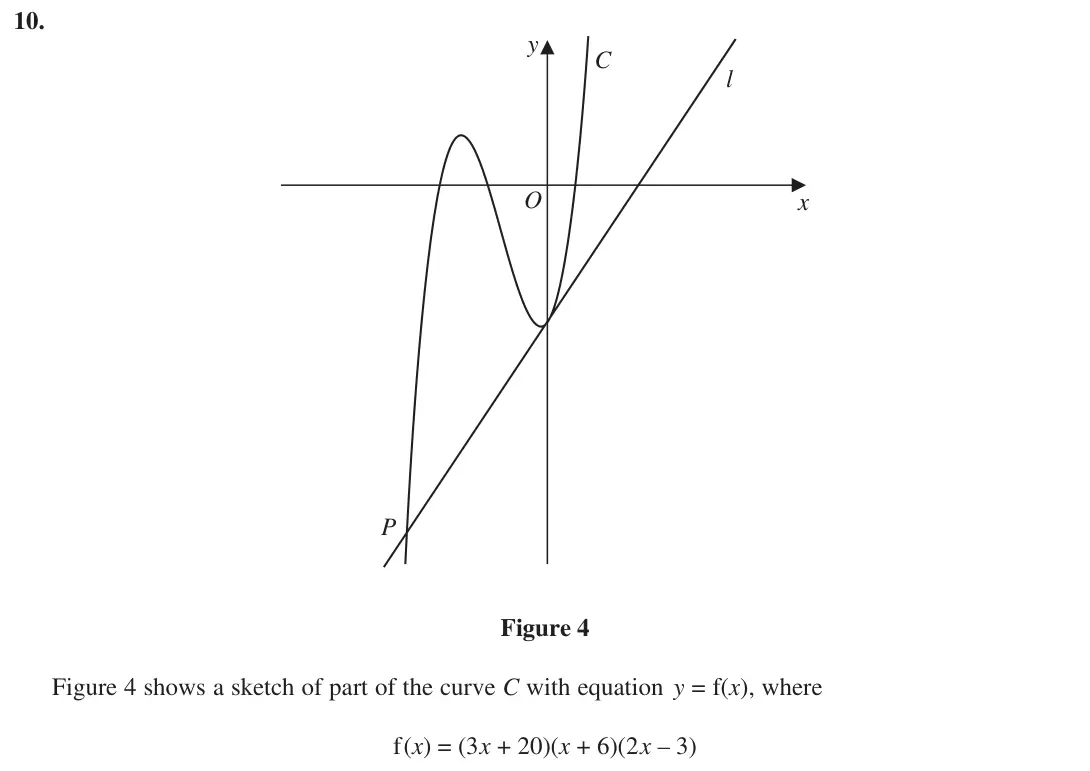 10.
y
C
l
O
x
P
Figure 4
Figure 4 shows a sketch of part of the curve C with equation y = f(x), where
f(x) = (3x + 20)(x + 6)(2x – 3)